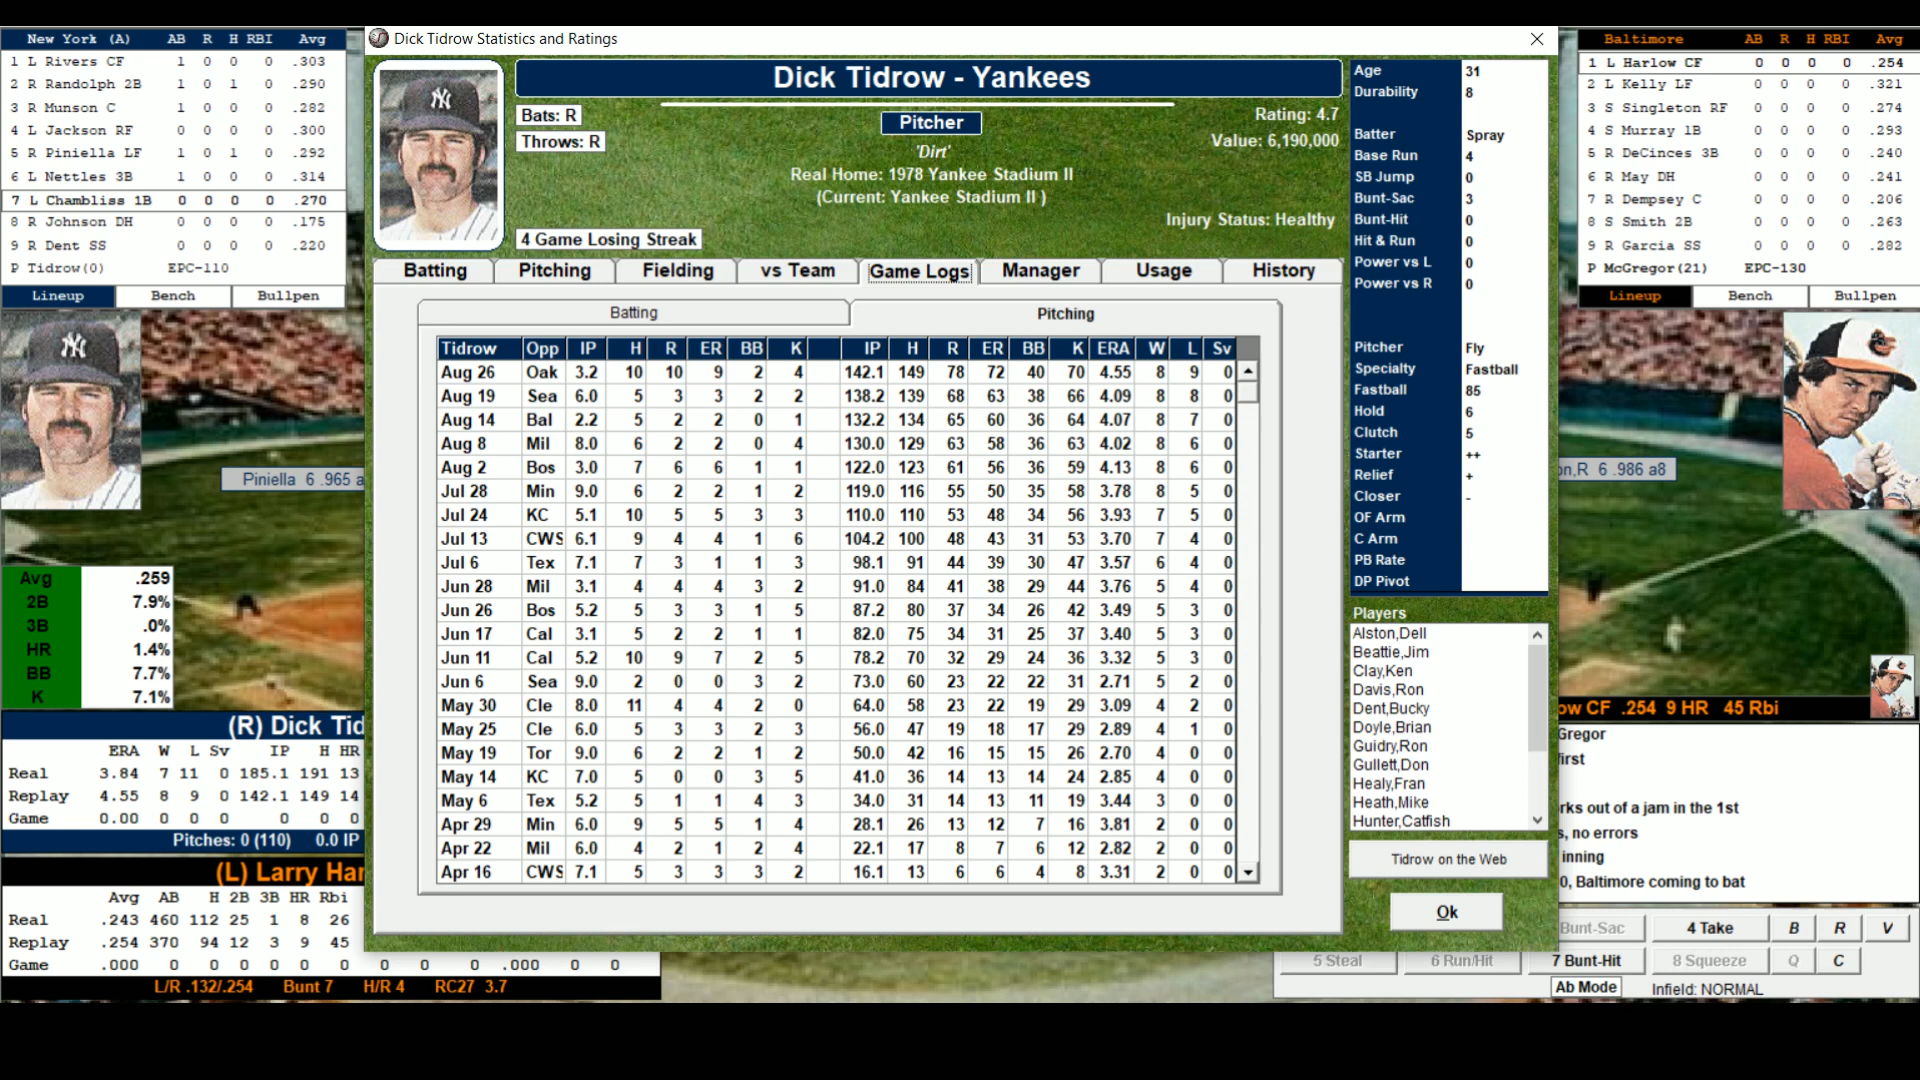 Dick Tidrow Statistics and Ratings
New York (A) AB R H RBI Avg
1 L Rivers CF 1 0 0 0 .303
2 R Randolph 2B 1 0 1 0 .290
3 R Munson C 1 0 0 0 .282
4 L Jackson RF 0 0 0 0 .300
5 R Piniella LF 1 0 1 0 .292
6 L Nettles 3B 1 0 0 0 .314
7 L Chambliss 1B 0 0 0 0 .270
8 R Johnson DH 0 0 0 0 .175
9 R Dent SS 0 0 0 0 .220
P Tidrow(0) EPC-110
Lineup Bench Bullpen
Piniella 6 .965 a
Avg .259
2B 7.9%
3B .0%
HR 1.4%
BB 7.7%
K 7.1%
(R) Dick Tid
ERA W L Sv IP H HR
Real 3.84 7 11 0 185.1 191 13
Replay 4.55 8 9 0 142.1 149 14
Game 0.00 0 0 0 0 0 0
Pitches: 0 (110) 0.0 IP
(L) Larry Har
Avg AB H 2B 3B HR Rbi
Real .243 460 112 25 1 8 26
Replay .254 370 94 12 3 9 45
Game .000 0 0 0 0 0 0 0 0 0 .000 0 0
L/R .132/.254 Bunt 7 H/R 4 RC27 3.7
Dick Tidrow - Yankees
Bats: R
Throws: R
Pitcher
'Dirt'
Real Home: 1978 Yankee Stadium II
(Current: Yankee Stadium II )
Rating: 4.7
Value: 6,190,000
Injury Status: Healthy
4 Game Losing Streak
Batting Pitching Fielding vs Team Game Logs Manager Usage History
Batting Pitching
Tidrow Opp IP H R ER BB K IP H R ER BB K ERA W L Sv
Aug 26 Oak 3.2 10 10 9 2 4 142.1 149 78 72 40 70 4.55 8 9 0
Aug 19 Sea 6.0 5 3 3 2 2 138.2 139 68 63 38 66 4.09 8 8 0
Aug 14 Bal 2.2 5 2 2 0 1 132.2 134 65 60 36 64 4.07 8 7 0
Aug 8 Mil 8.0 6 2 2 0 4 130.0 129 63 58 36 63 4.02 8 6 0
Aug 2 Bos 3.0 7 6 6 1 1 122.0 123 61 56 36 59 4.13 8 6 0
Jul 28 Min 9.0 6 2 2 1 2 119.0 116 55 50 35 58 3.78 8 5 0
Jul 24 KC 5.1 10 5 5 3 3 110.0 110 53 48 34 56 3.93 7 5 0
Jul 13 CWS 6.1 9 4 4 1 6 104.2 100 48 43 31 53 3.70 7 4 0
Jul 6 Tex 7.1 7 3 1 1 3 98.1 91 44 39 30 47 3.57 6 4 0
Jun 28 Mil 3.1 4 4 4 3 2 91.0 84 41 38 29 44 3.76 5 4 0
Jun 26 Bos 5.2 5 3 3 1 5 87.2 80 37 34 26 42 3.49 5 3 0
Jun 17 Cal 3.1 5 2 2 1 1 82.0 75 34 31 25 37 3.40 5 3 0
Jun 11 Cal 5.2 10 9 7 2 5 78.2 70 32 29 24 36 3.32 5 3 0
Jun 6 Sea 9.0 2 0 0 3 2 73.0 60 23 22 22 31 2.71 5 2 0
May 30 Cle 8.0 11 4 4 2 0 64.0 58 23 22 19 29 3.09 4 2 0
May 25 Cle 6.0 5 3 3 2 3 56.0 47 19 18 17 29 2.89 4 1 0
May 19 Tor 9.0 6 2 2 1 2 50.0 42 16 15 15 26 2.70 4 0 0
May 14 KC 7.0 5 0 0 3 5 41.0 36 14 13 14 24 2.85 4 0 0
May 6 Tex 5.2 5 1 1 4 3 34.0 31 14 13 11 19 3.44 3 0 0
Apr 29 Min 6.0 9 5 5 1 4 28.1 26 13 12 7 16 3.81 2 0 0
Apr 22 Mil 6.0 4 2 1 2 4 22.1 17 8 7 6 12 2.82 2 0 0
Apr 16 CWS 7.1 5 3 3 3 2 16.1 13 6 6 4 8 3.31 2 0 0
Age 31
Durability 8
Batter Spray
Base Run 4
SB Jump 0
Bunt-Sac 3
Bunt-Hit 0
Hit & Run 0
Power vs L 0
Power vs R 0
Pitcher Fly
Specialty Fastball
Fastball 85
Hold 6
Clutch 5
Starter ++
Relief +
Closer -
OF Arm
C Arm
PB Rate
DP Pivot
Players
Alston,Dell
Beattie,Jim
Clay,Ken
Davis,Ron
Dent,Bucky
Doyle,Brian
Guidry,Ron
Gullett,Don
Healy,Fran
Heath,Mike
Hunter,Catfish
Tidrow on the Web
Ok
Baltimore AB R H RBI Avg
1 L Harlow CF 0 0 0 0 .254
2 L Kelly LF 0 0 0 0 .321
3 S Singleton RF 0 0 0 0 .274
4 S Murray 1B 0 0 0 0 .293
5 R DeCinces 3B 0 0 0 0 .240
6 R May DH 0 0 0 0 .241
7 R Dempsey C 0 0 0 0 .206
8 S Smith 2B 0 0 0 0 .263
9 R Garcia SS 0 0 0 0 .282
P McGregor(21) EPC-130
Lineup Bench Bullpen
on,R 6 .986 a8
ow CF .254 9 HR 45 Rbi
Gregor
first
rks out of a jam in the 1st
s, no errors
inning
0, Baltimore coming to bat
Bunt-Sac 4 Take B R V
5 Steal 6 Run/Hit 7 Bunt-Hit 8 Squeeze Q C
Ab Mode Infield: NORMAL